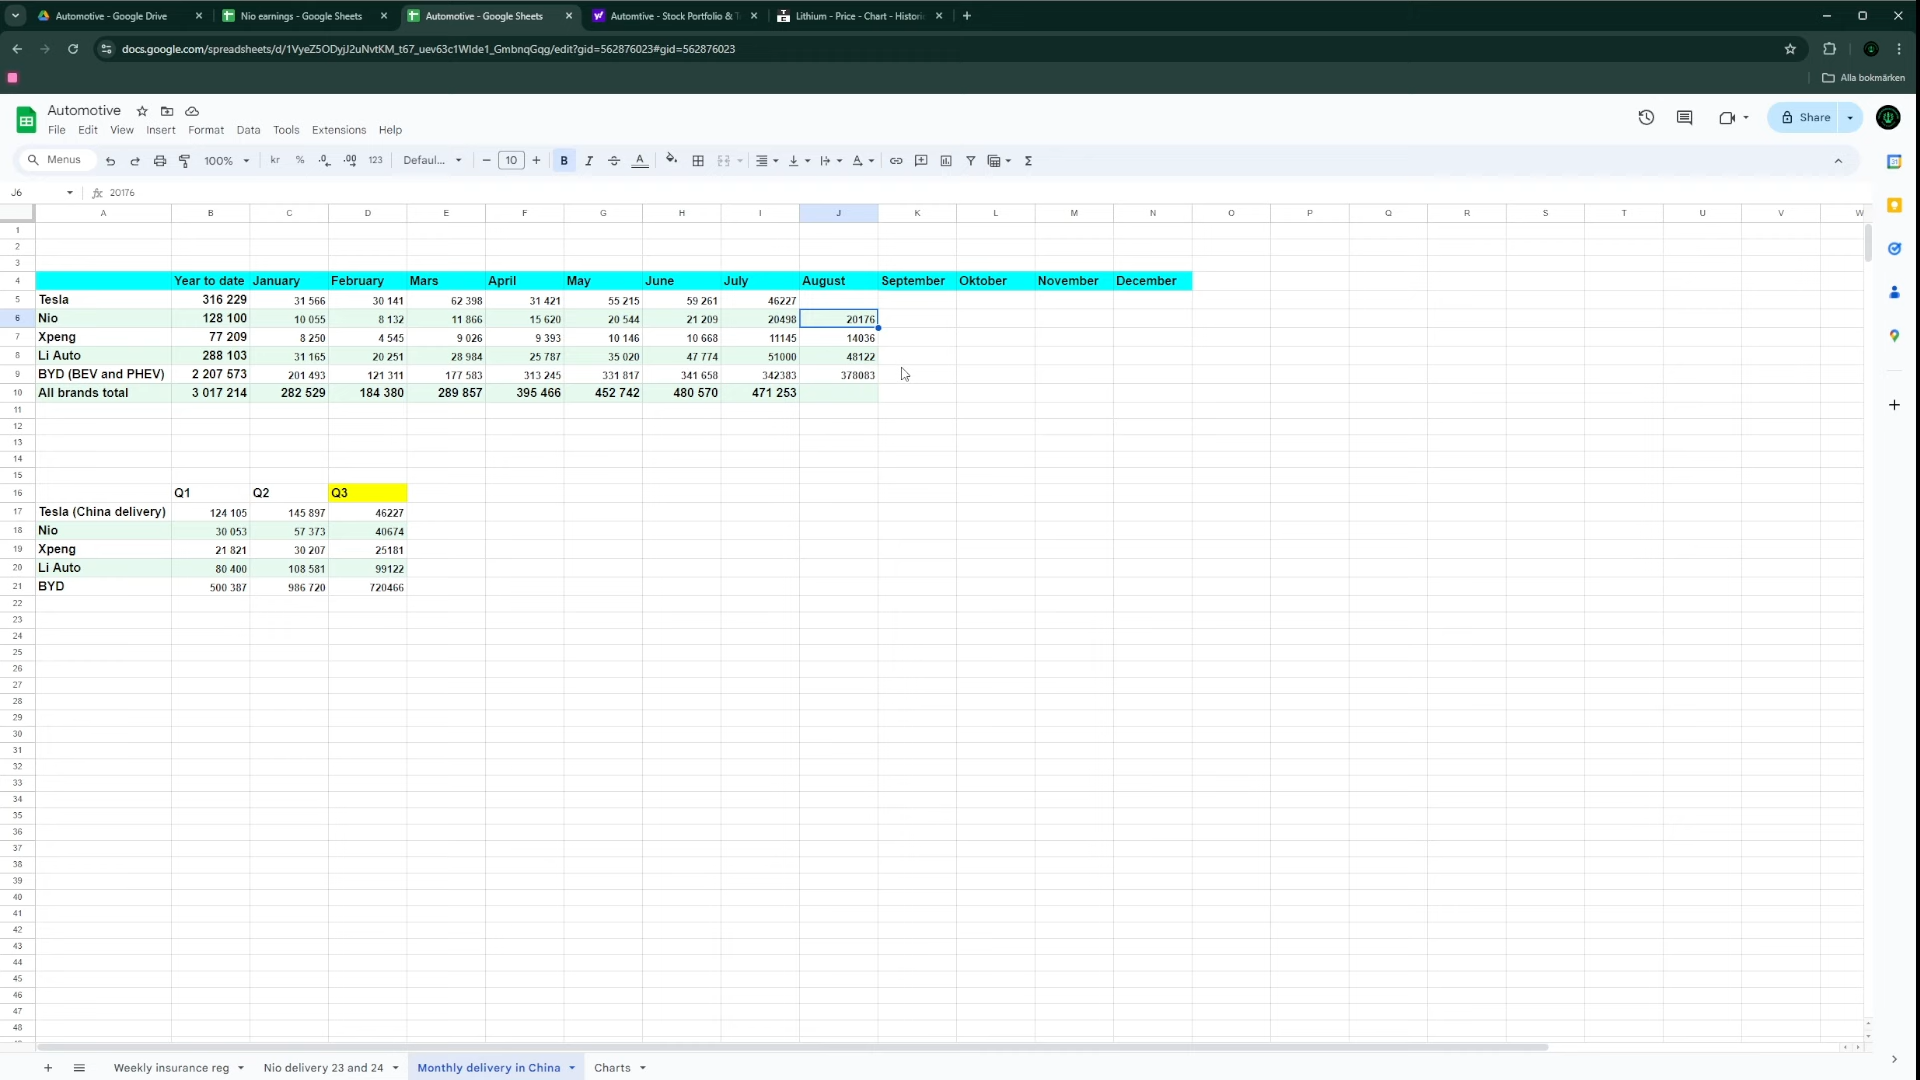 Automotive - Google Drive
Nio earnings - Google Sheets
Automotive - Google Sheets
Automtive - Stock Portfolio &
Lithium - Price - Chart - Histori
docs.google.com/spreadsheets/d/1VyeZ5ODyjJ2uNvtKM_t67_uev63c1WIde1_GmbnqGqg/edit?gid=562876023#gid=562876023
Alla bokmärken
Automotive
File Edit View Insert Format Data Tools Extensions Help
Share
Menus 100% kr % .0 .00 123 Defaul... 10 B I S A
J6 fx 20176
A B C D E F G H I J K L M N O P Q R S T U V W
1
2
3
4 Year to date January February Mars April May June July August September Oktober November December
5 Tesla 316 229 31 566 30 141 62 398 31 421 55 215 59 261 46227
6 Nio 128 100 10 055 8 132 11 866 15 620 20 544 21 209 20498 20176
7 Xpeng 77 209 8 250 4 545 9 026 9 393 10 146 10 668 11145 14036
8 Li Auto 288 103 31 165 20 251 28 984 25 787 35 020 47 774 51000 48122
9 BYD (BEV and PHEV) 2 207 573 201 493 121 311 177 583 313 245 331 817 341 658 342383 378083
10 All brands total 3 017 214 282 529 184 380 289 857 395 466 452 742 480 570 471 253
11
12
13
14
15
16 Q1 Q2 Q3
17 Tesla (China delivery) 124 105 145 897 46227
18 Nio 30 053 57 373 40674
19 Xpeng 21 821 30 207 25181
20 Li Auto 80 400 108 581 99122
21 BYD 500 387 986 720 720466
22
23
24
25
26
27
28
29
30
31
32
33
34
35
36
37
38
39
40
41
42
43
44
45
46
47
48
Weekly insurance reg Nio delivery 23 and 24 Monthly delivery in China Charts